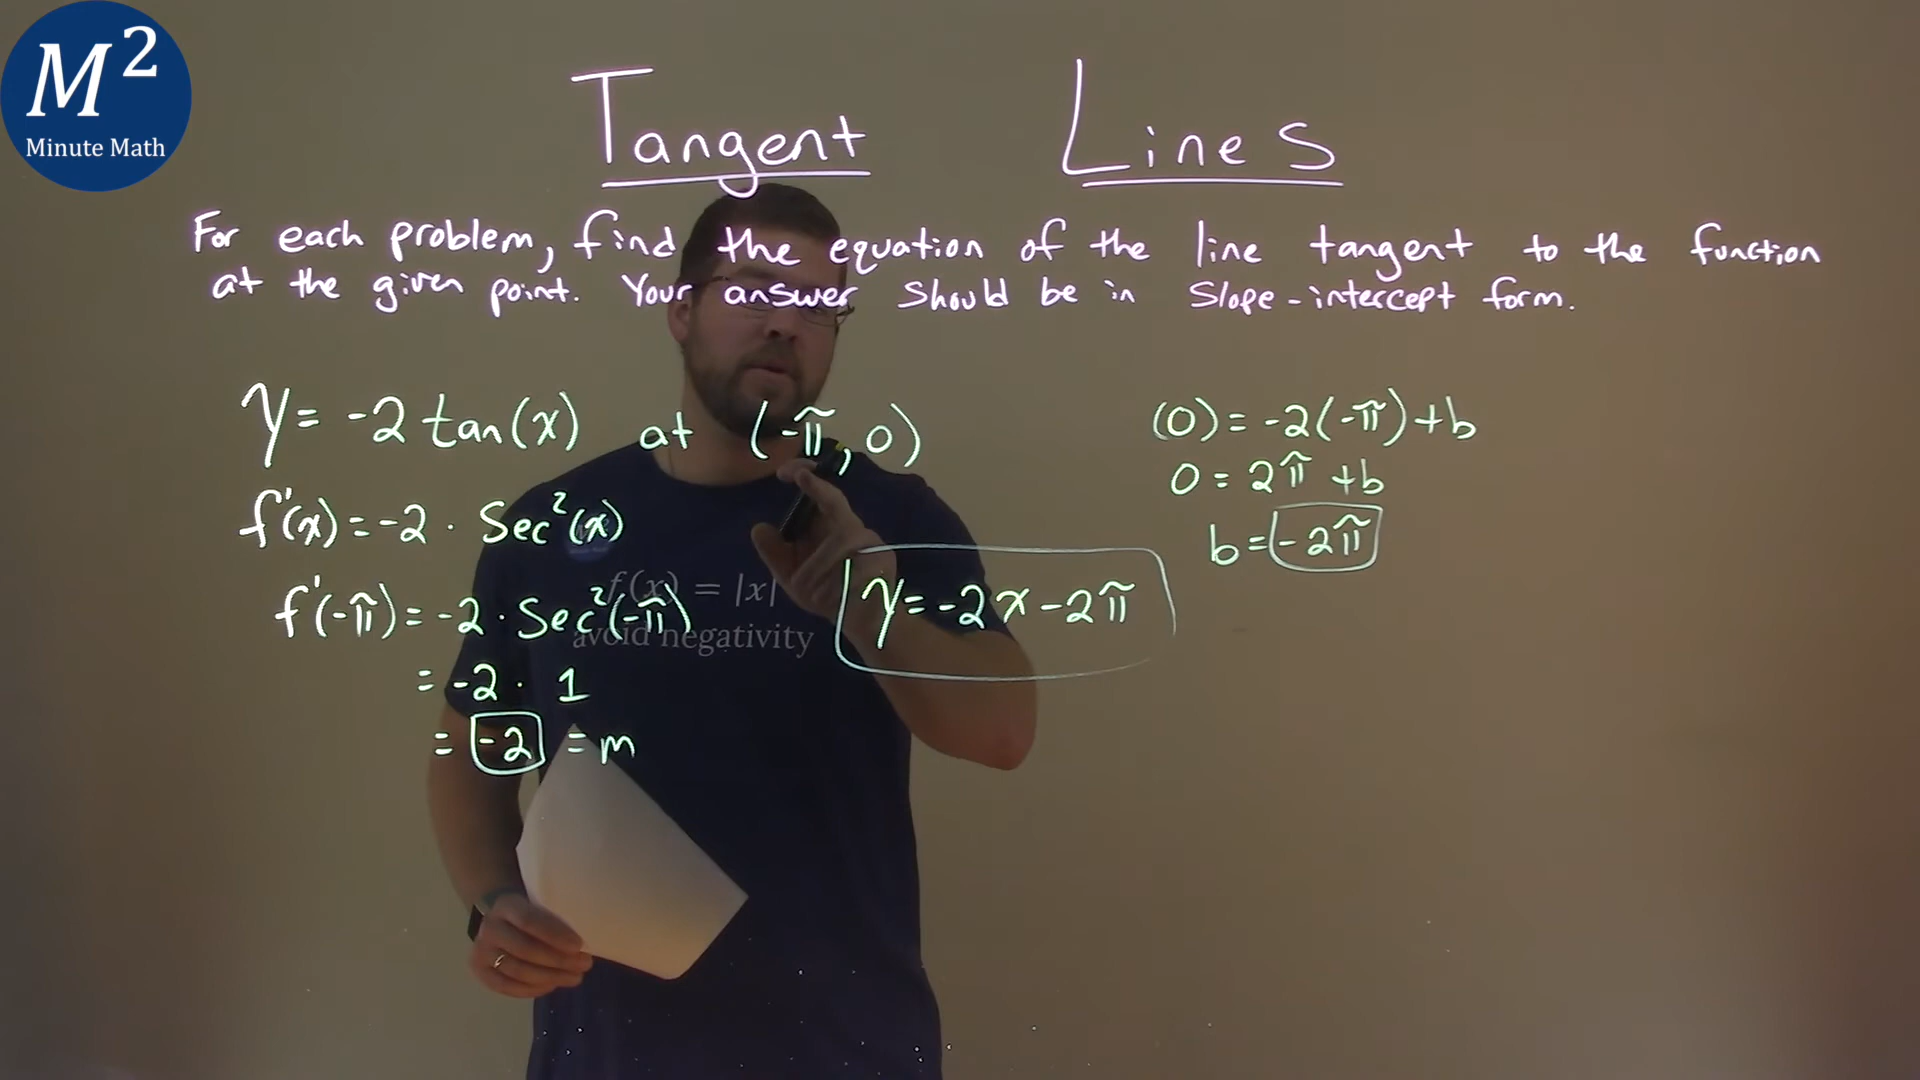 M²
Minute Math
Tangent Lines
For each problem, find the equation of the line tangent to the function
at the given point. Your answer should be in slope-intercept form.
y = -2 tan(x) at (-π, 0)
f'(x) = -2 · Sec²(x)
f'(-π) = -2 · Sec²(-π)
= -2 · 1
= -2 = m
(0) = -2(-π) + b
0 = 2π + b
b = -2π
y = -2x - 2π
f(x) = |x|
avoid negativity